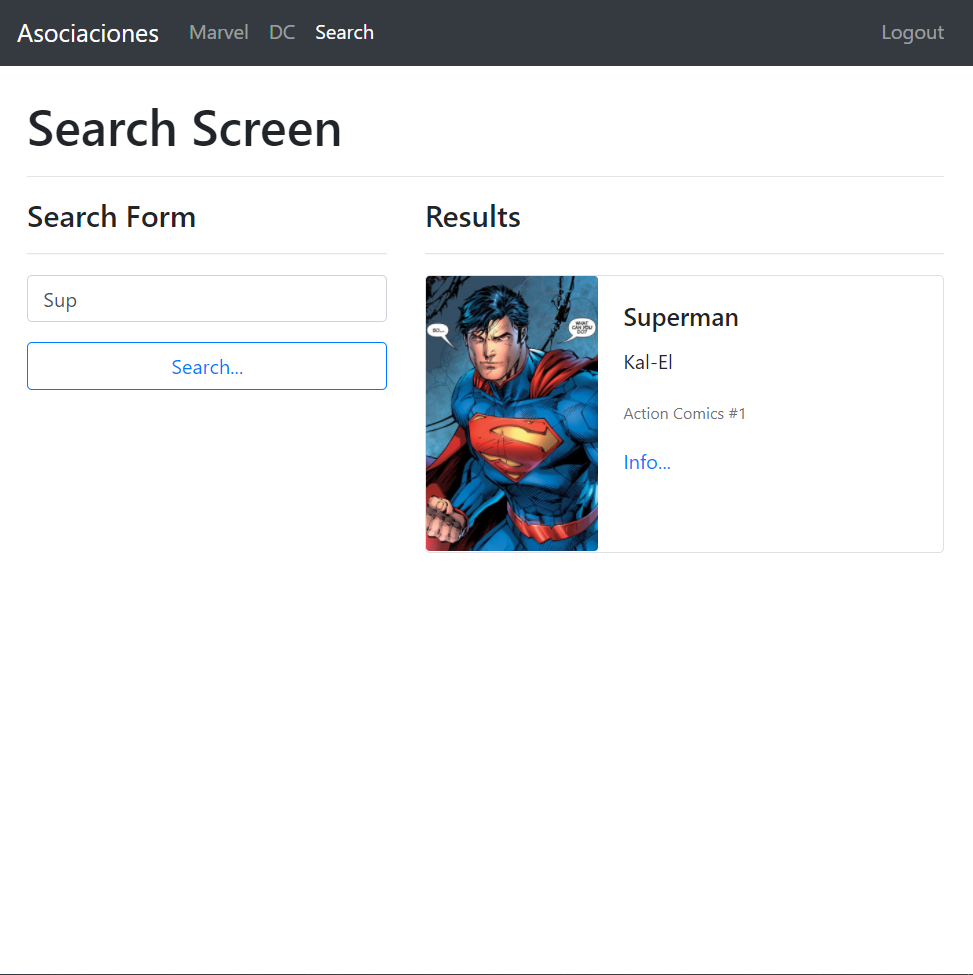 Asociaciones Marvel DC Search Logout
Search Screen
Search Form
Sup
Search...
Results
SO...
WHAT
CAN YOU
DO?
Superman
Kal-El
Action Comics #1
Info...